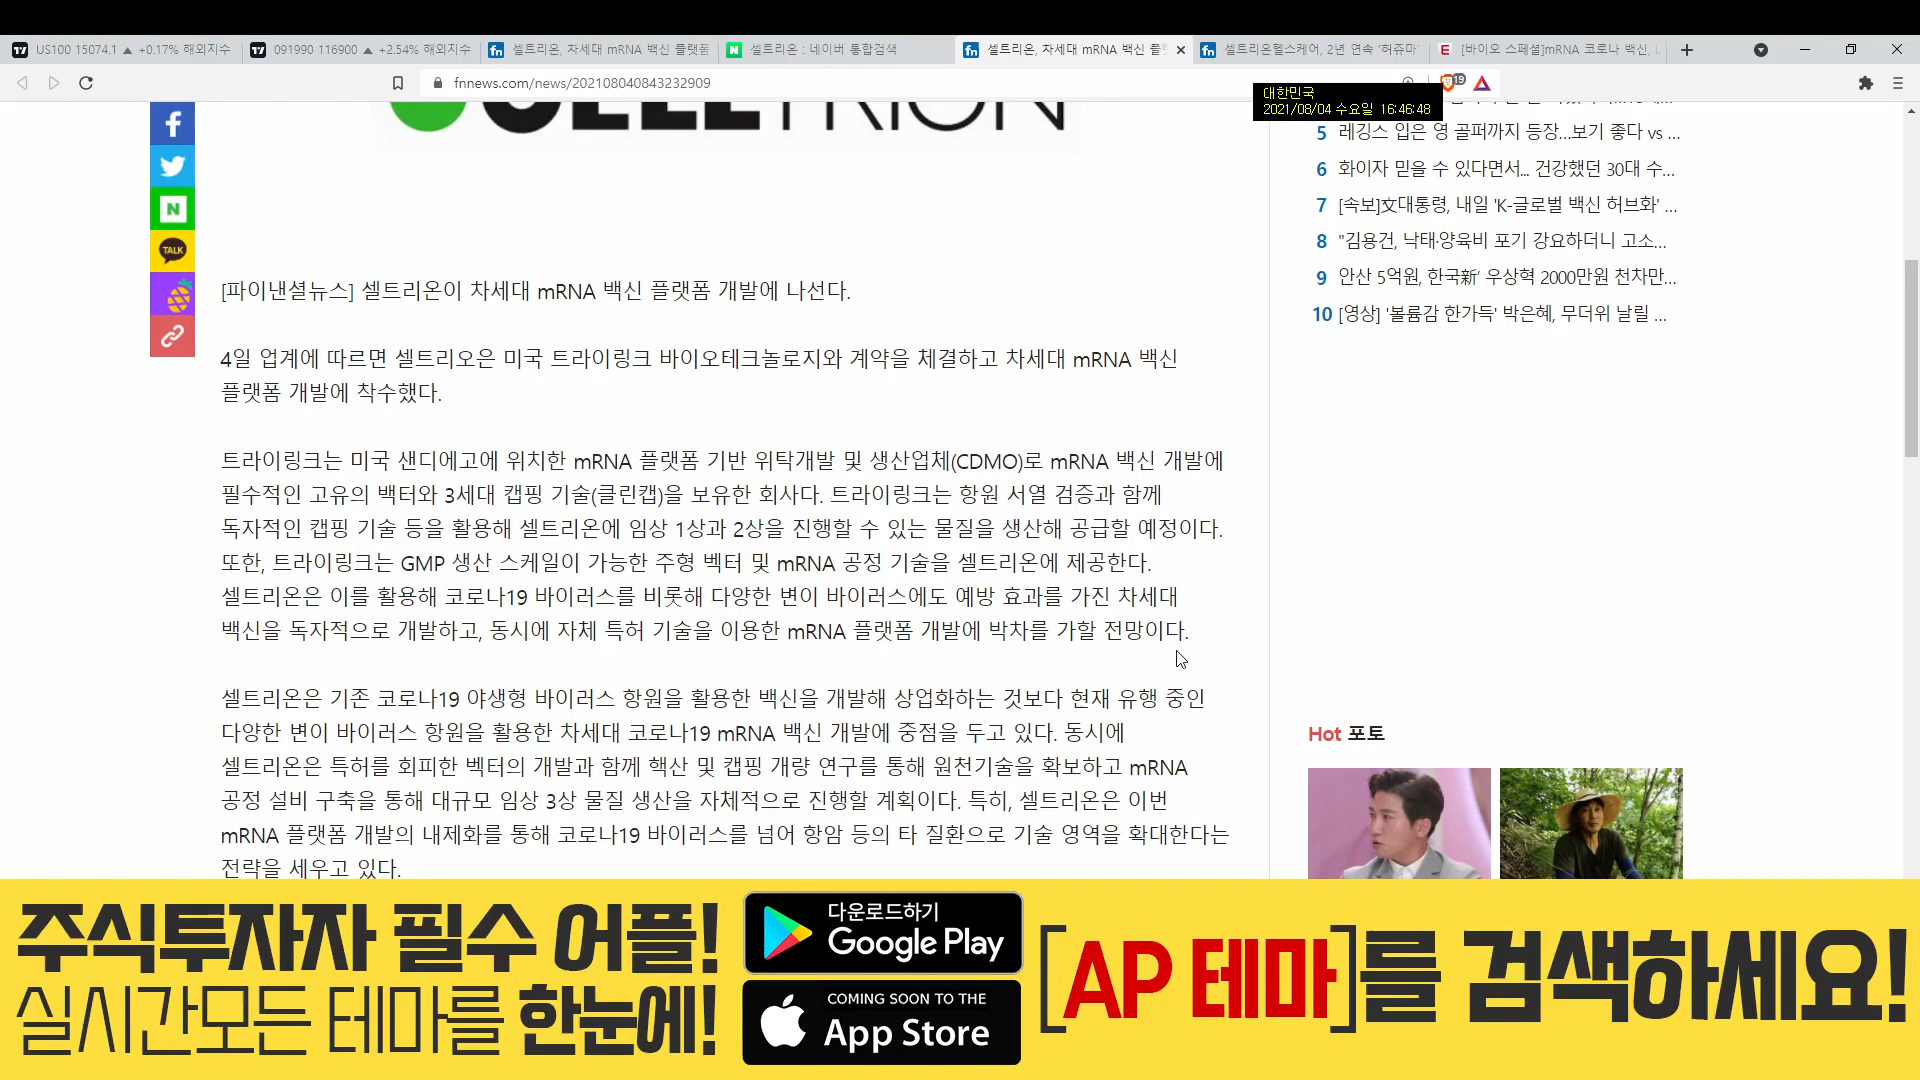 US100 15074.1 ▲ +0.17% 해외지수
091990 116900 ▲ +2.54% 해외지수
셀트리온, 차세대 mRNA 백신 플랫폼
셀트리온 : 네이버 통합검색
셀트리온, 차세대 mRNA 백신 플
셀트리온헬스케어, 2년 연속 '허쥬마'
[바이오 스페셜]mRNA 코로나 백신,
fnnews.com/news/202108040843232909
19
대한민국
2021/08/04 수요일 16:46:48
CELLTRION
TALK
[파이낸셜뉴스] 셀트리온이 차세대 mRNA 백신 플랫폼 개발에 나선다.
4일 업계에 따르면 셀트리오은 미국 트라이링크 바이오테크놀로지와 계약을 체결하고 차세대 mRNA 백신
플랫폼 개발에 착수했다.
트라이링크는 미국 샌디에고에 위치한 mRNA 플랫폼 기반 위탁개발 및 생산업체(CDMO)로 mRNA 백신 개발에
필수적인 고유의 백터와 3세대 캡핑 기술(클린캡)을 보유한 회사다. 트라이링크는 항원 서열 검증과 함께
독자적인 캡핑 기술 등을 활용해 셀트리온에 임상 1상과 2상을 진행할 수 있는 물질을 생산해 공급할 예정이다.
또한, 트라이링크는 GMP 생산 스케일이 가능한 주형 벡터 및 mRNA 공정 기술을 셀트리온에 제공한다.
셀트리온은 이를 활용해 코로나19 바이러스를 비롯해 다양한 변이 바이러스에도 예방 효과를 가진 차세대
백신을 독자적으로 개발하고, 동시에 자체 특허 기술을 이용한 mRNA 플랫폼 개발에 박차를 가할 전망이다.
셀트리온은 기존 코로나19 야생형 바이러스 항원을 활용한 백신을 개발해 상업화하는 것보다 현재 유행 중인
다양한 변이 바이러스 항원을 활용한 차세대 코로나19 mRNA 백신 개발에 중점을 두고 있다. 동시에
셀트리온은 특허를 회피한 벡터의 개발과 함께 핵산 및 캡핑 개량 연구를 통해 원천기술을 확보하고 mRNA
공정 설비 구축을 통해 대규모 임상 3상 물질 생산을 자체적으로 진행할 계획이다. 특히, 셀트리온은 이번
mRNA 플랫폼 개발의 내제화를 통해 코로나19 바이러스를 넘어 항암 등의 타 질환으로 기술 영역을 확대한다는
전략을 세우고 있다.
5 레깅스 입은 영 골퍼까지 등장...보기 좋다 vs ...
6 화이자 믿을 수 있다면서... 건강했던 30대 수...
7 [속보]文대통령, 내일 'K-글로벌 백신 허브화' ...
8 "김용건, 낙태·양육비 포기 강요하더니 고소...
9 안산 5억원, 한국新' 우상혁 2000만원 천차만...
10 [영상] '볼륨감 한가득' 박은혜, 무더위 날릴 ...
Hot 포토
주식투자자 필수 어플!
실시간모든 테마를 한눈에!
다운로드하기
Google Play
COMING SOON TO THE
App Store
[AP 테마]를 검색하세요!